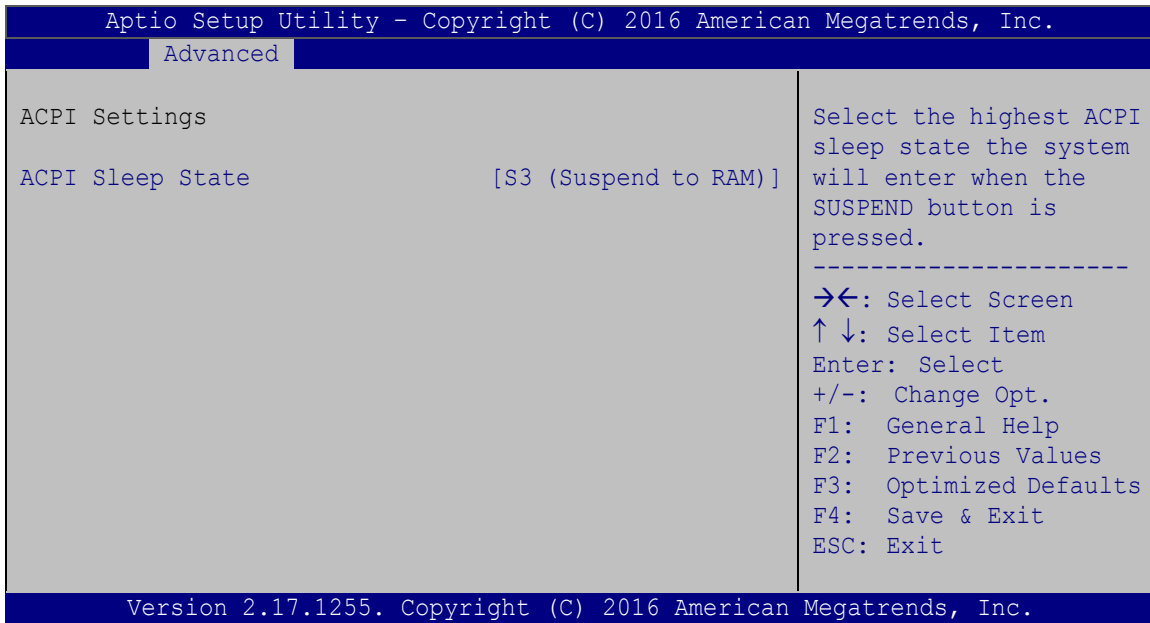 Aptio Setup Utility – Copyright (C) 2016 American Megatrends, Inc.
Advanced
ACPI Settings
ACPI Sleep State [S3 (Suspend to RAM)]
Select the highest ACPI
sleep state the system
will enter when the
SUSPEND button is
pressed.
----------------------
→←: Select Screen
↑ ↓: Select Item
Enter: Select
+/-: Change Opt.
F1: General Help
F2: Previous Values
F3: Optimized Defaults
F4: Save & Exit
ESC: Exit
Version 2.17.1255. Copyright (C) 2016 American Megatrends, Inc.